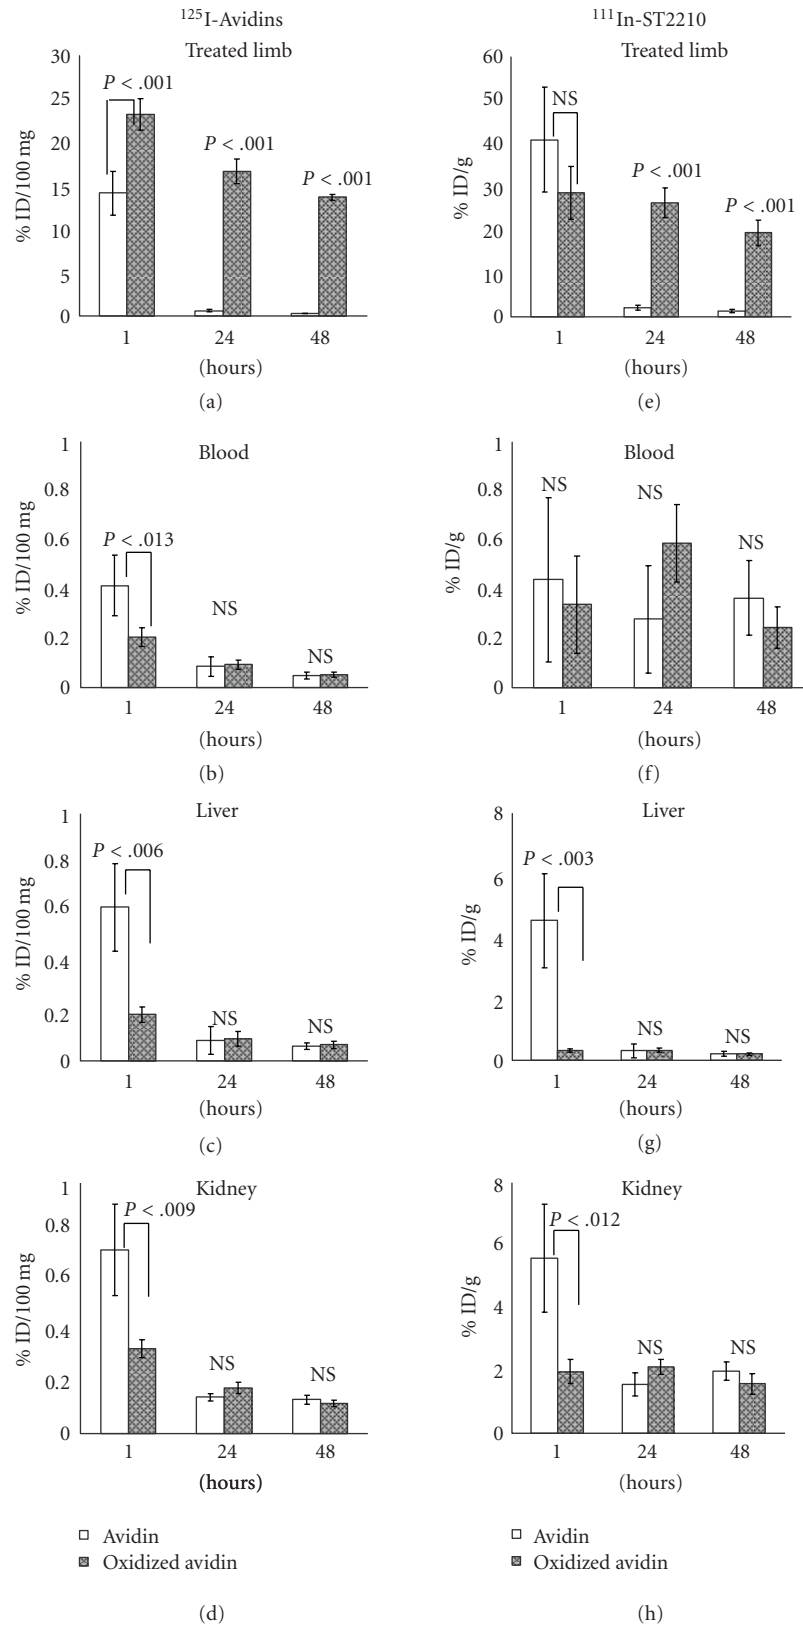 ¹²⁵I-Avidins
Treated limb
% ID/100 mg
30
25
20
15
10
5
0
P < .001
P < .001
P < .001
1 24 48
(hours)
(a)
Blood
% ID/100 mg
1
0.8
0.6
0.4
0.2
0
P < .013
NS
NS
1 24 48
(hours)
(b)
Liver
% ID/100 mg
1
0.8
0.6
0.4
0.2
0
P < .006
NS
NS
1 24 48
(hours)
(c)
Kidney
% ID/100 mg
1
0.8
0.6
0.4
0.2
0
P < .009
NS
NS
1 24 48
(hours)
Avidin
Oxidized avidin
(d)
¹¹¹In-ST2210
Treated limb
% ID/g
60
50
40
30
20
10
0
NS
P < .001
P < .001
1 24 48
(hours)
(e)
Blood
% ID/g
1
0.8
0.6
0.4
0.2
0
NS
NS
NS
1 24 48
(hours)
(f)
Liver
% ID/g
8
6
4
2
0
P < .003
NS
NS
1 24 48
(hours)
(g)
Kidney
% ID/g
8
6
4
2
0
P < .012
NS
NS
1 24 48
(hours)
Avidin
Oxidized avidin
(h)